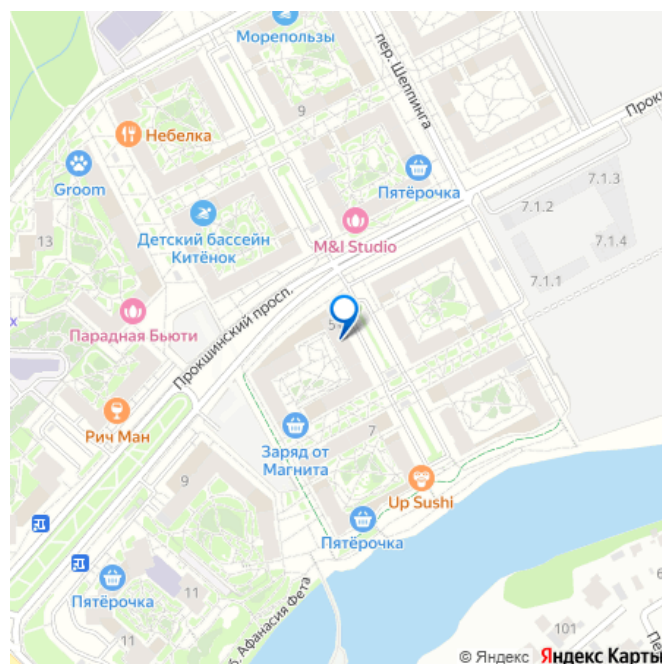 Морепользы
пер. Шеппинга
Небелка
9
Groom
Пятёрочка
7.1.3
7.1.2
Детский бассейн
Китёнок
M&I Studio
13
7.1.4
7.1.1
Прокшинский просп.
Парадная Бьюти
Рич Ман
Заряд от
Магнита
7
9
Up Sushi
Пятёрочка
Пятёрочка
11
11
б. Афанасия Фета
101
© Яндекс Яндекс Карты